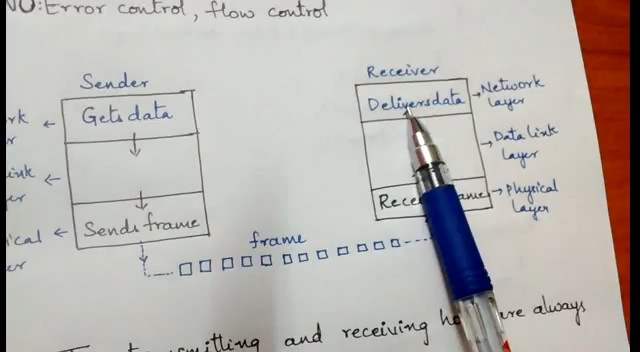 NO: Error control, flow control
Sender
Receiver
Gets data
Delivers data
Network
layer
Data link
layer
Sends frame
Physical
layer
frame
and receiving
are always